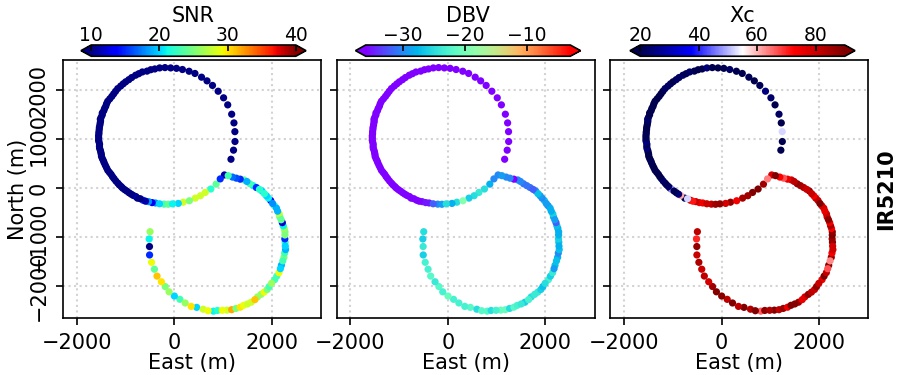 SNR DBV Xc
10 20 30 40 −30 −20 −10 20 40 60 80
2000
1000
0
−1000
−2000
North (m)
IR5210
−2000 0 2000 −2000 0 2000 −2000 0 2000
East (m) East (m) East (m)